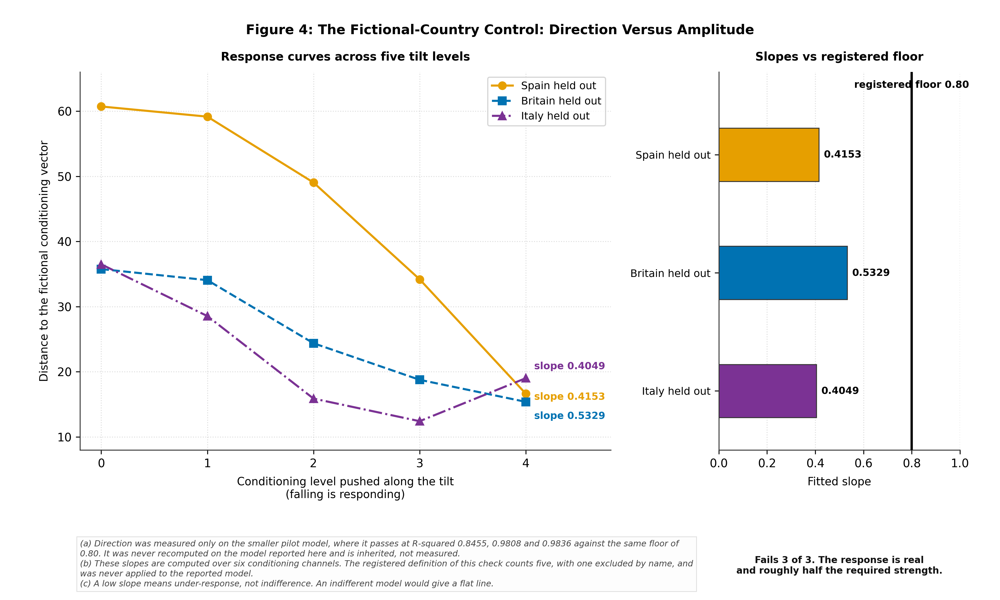 Figure 4: The Fictional-Country Control: Direction Versus Amplitude
Response curves across five tilt levels
Distance to the fictional conditioning vector
60
50
40
30
20
10
Spain held out
Britain held out
Italy held out
slope 0.4049
slope 0.4153
slope 0.5329
0
1
2
3
4
Conditioning level pushed along the tilt
(falling is responding)
Slopes vs registered floor
registered floor 0.80
Spain held out
0.4153
Britain held out
0.5329
Italy held out
0.4049
0.0
0.2
0.4
0.6
0.8
1.0
Fitted slope
(a) Direction was measured only on the smaller pilot model, where it passes at R-squared 0.8455, 0.9808 and 0.9836 against the same floor of
0.80. It was never recomputed on the model reported here and is inherited, not measured.
(b) These slopes are computed over six conditioning channels. The registered definition of this check counts five, with one excluded by name, and
was never applied to the reported model.
(c) A low slope means under-response, not indifference. An indifferent model would give a flat line.
Fails 3 of 3. The response is real
and roughly half the required strength.